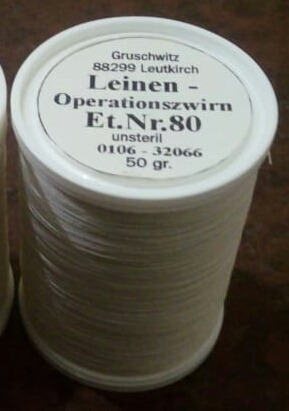 Gruschwitz
88299 Leutkirch
Leinen -
Operationszwirn
Et.Nr.80
unsteril
0106 - 32066
50 gr.